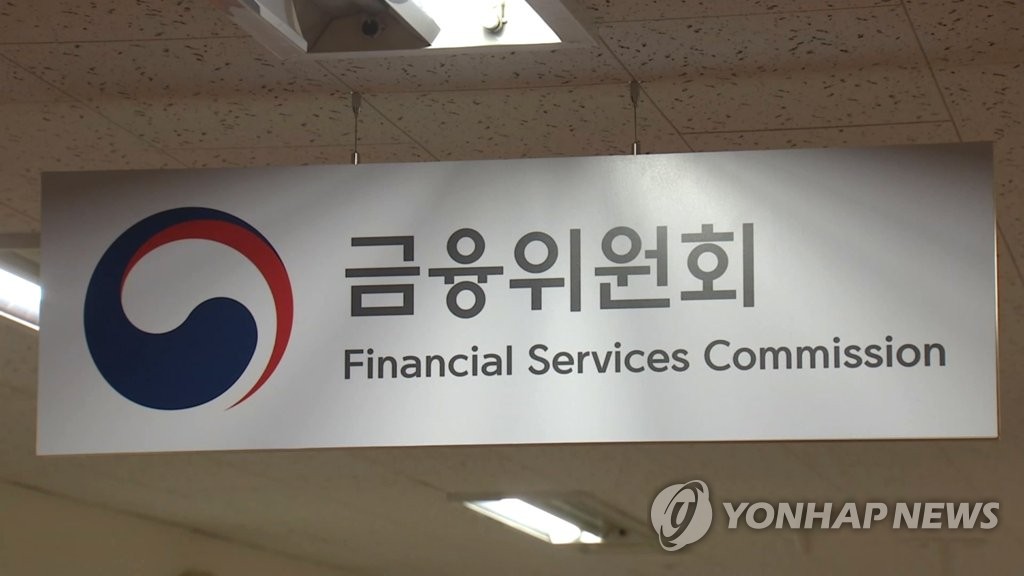 금융위원회
Financial Services Commission
YONHAP NEWS